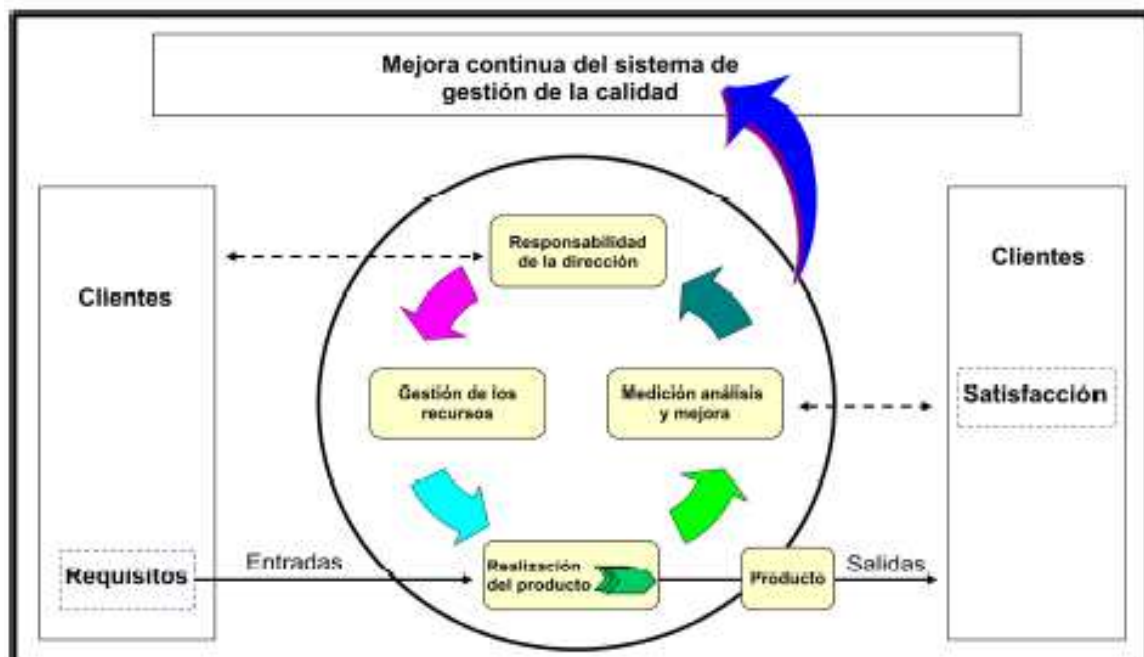 Mejora continua del sistema de
gestión de la calidad
Responsabilidad
de la dirección
Clientes
Clientes
Gestión de los
recursos
Medición análisis
y mejora
Satisfacción
Requisitos
Entradas
Realización
del producto
Producto
Salidas